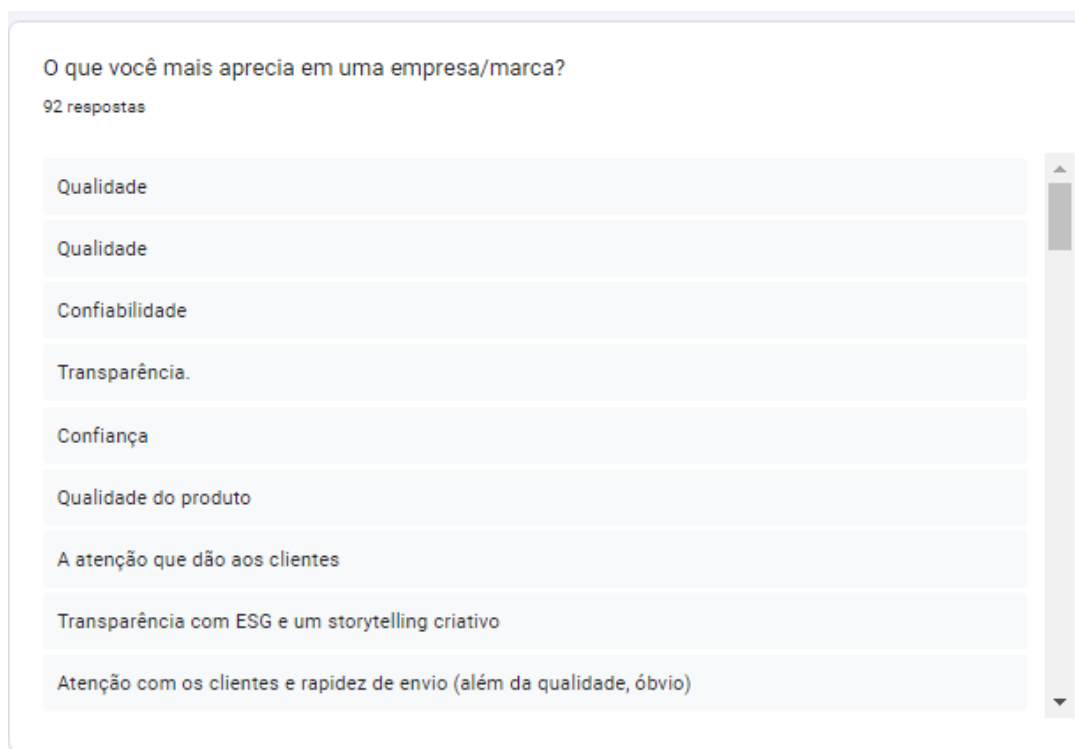 O que você mais aprecia em uma empresa/marca?
92 respostas
Qualidade
Qualidade
Confiabilidade
Transparência.
Confiança
Qualidade do produto
A atenção que dão aos clientes
Transparência com ESG e um storytelling criativo
Atenção com os clientes e rapidez de envio (além da qualidade, óbvio)